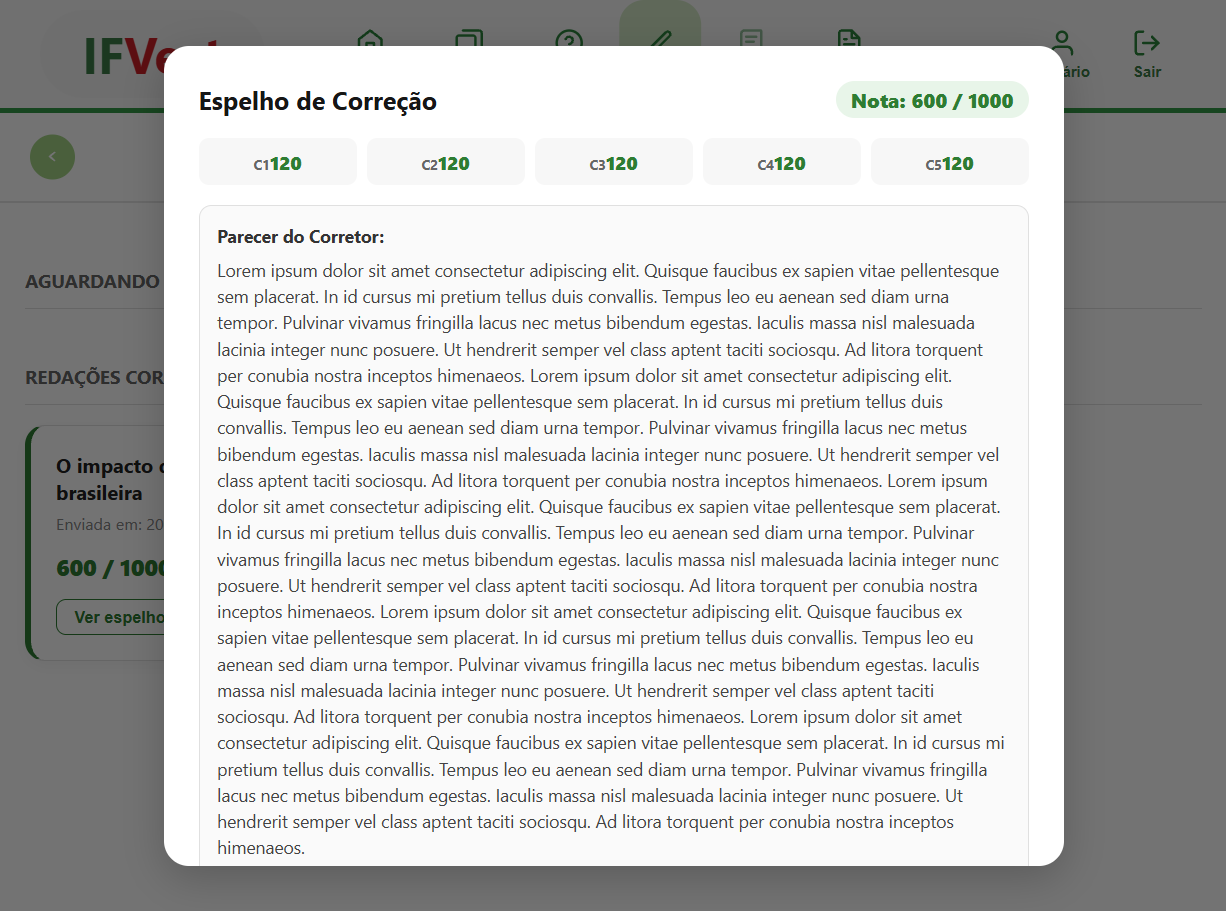 IFVest
ário
Sair
Espelho de Correção
Nota: 600 / 1000
C1120
C2120
C3120
C4120
C5120
AGUARDANDO
REDAÇÕES COR
O impacto
brasileira
Enviada em: 20
600 / 1000
Ver espelho
Parecer do Corretor:
Lorem ipsum dolor sit amet consectetur adipiscing elit. Quisque faucibus ex sapien vitae pellentesque
sem placerat. In id cursus mi pretium tellus duis convallis. Tempus leo eu aenean sed diam urna
tempor. Pulvinar vivamus fringilla lacus nec metus bibendum egestas. Iaculis massa nisl malesuada
lacinia integer nunc posuere. Ut hendrerit semper vel class aptent taciti sociosqu. Ad litora torquent
per conubia nostra inceptos himenaeos. Lorem ipsum dolor sit amet consectetur adipiscing elit.
Quisque faucibus ex sapien vitae pellentesque sem placerat. In id cursus mi pretium tellus duis
convallis. Tempus leo eu aenean sed diam urna tempor. Pulvinar vivamus fringilla lacus nec metus
bibendum egestas. Iaculis massa nisl malesuada lacinia integer nunc posuere. Ut hendrerit semper vel
class aptent taciti sociosqu. Ad litora torquent per conubia nostra inceptos himenaeos. Lorem ipsum
dolor sit amet consectetur adipiscing elit. Quisque faucibus ex sapien vitae pellentesque sem placerat.
In id cursus mi pretium tellus duis convallis. Tempus leo eu aenean sed diam urna tempor. Pulvinar
vivamus fringilla lacus nec metus bibendum egestas. Iaculis massa nisl malesuada lacinia integer nunc
posuere. Ut hendrerit semper vel class aptent taciti sociosqu. Ad litora torquent per conubia nostra
inceptos himenaeos. Lorem ipsum dolor sit amet consectetur adipiscing elit. Quisque faucibus ex
sapien vitae pellentesque sem placerat. In id cursus mi pretium tellus duis convallis. Tempus leo eu
aenean sed diam urna tempor. Pulvinar vivamus fringilla lacus nec metus bibendum egestas. Iaculis
massa nisl malesuada lacinia integer nunc posuere. Ut hendrerit semper vel class aptent taciti
sociosqu. Ad litora torquent per conubia nostra inceptos himenaeos. Lorem ipsum dolor sit amet
consectetur adipiscing elit. Quisque faucibus ex sapien vitae pellentesque sem placerat. In id cursus mi
pretium tellus duis convallis. Tempus leo eu aenean sed diam urna tempor. Pulvinar vivamus fringilla
lacus nec metus bibendum egestas. Iaculis massa nisl malesuada lacinia integer nunc posuere. Ut
hendrerit semper vel class aptent taciti sociosqu. Ad litora torquent per conubia nostra inceptos
himenaeos.